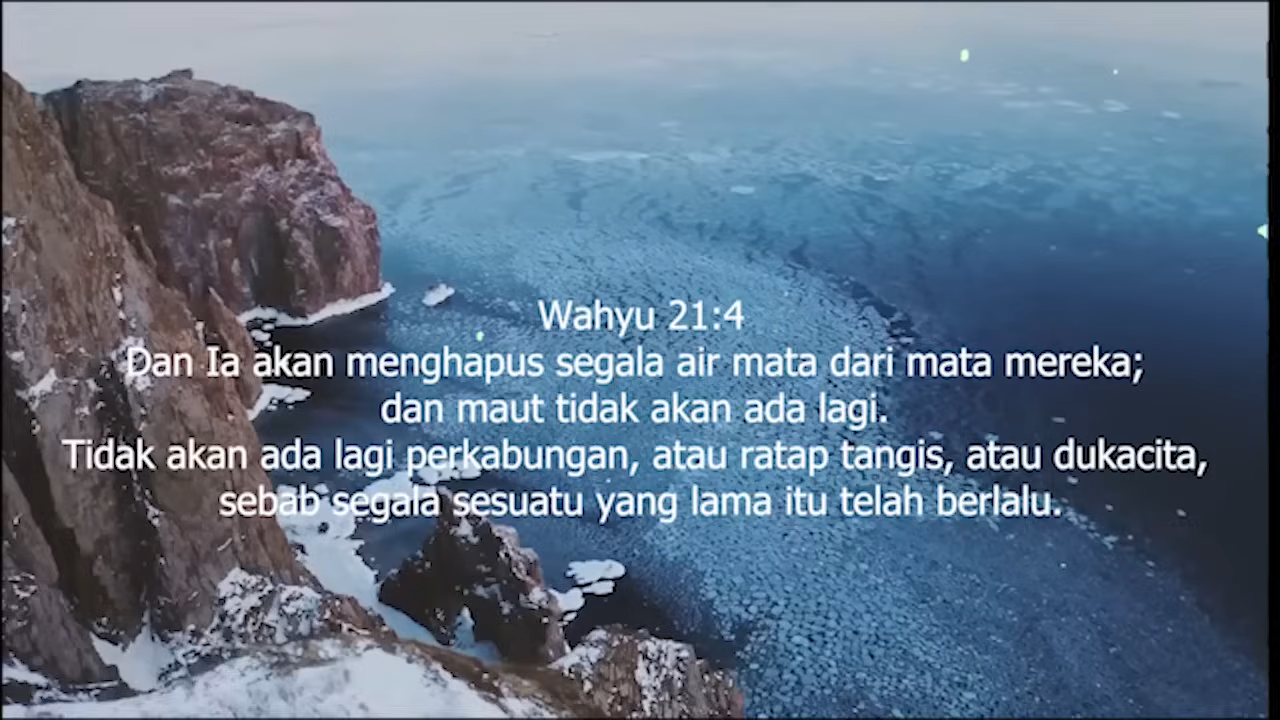 Wahyu 21:4
Dan Ia akan menghapus segala air mata dari mata mereka;
dan maut tidak akan ada lagi.
Tidak akan ada lagi perkabungan, atau ratap tangis, atau dukacita,
sebab segala sesuatu yang lama itu telah berlalu.